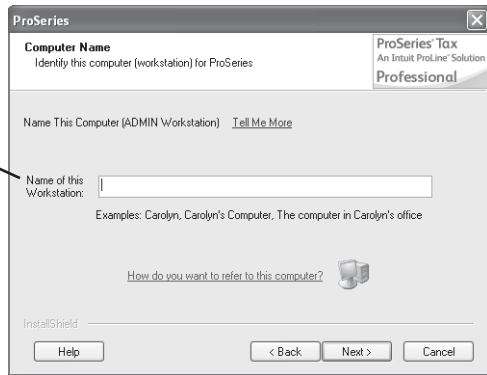 ProSeries
Computer Name
Identify this computer (workstation) for ProSeries
ProSeries® Tax
An Intuit ProLine® Solution
Professional
Name This Computer (ADMIN Workstation) Tell Me More
Name of this
Workstation:
Examples: Carolyn, Carolyn's Computer, The computer in Carolyn's office
How do you want to refer to this computer?
InstallShield
Help < Back Next > Cancel